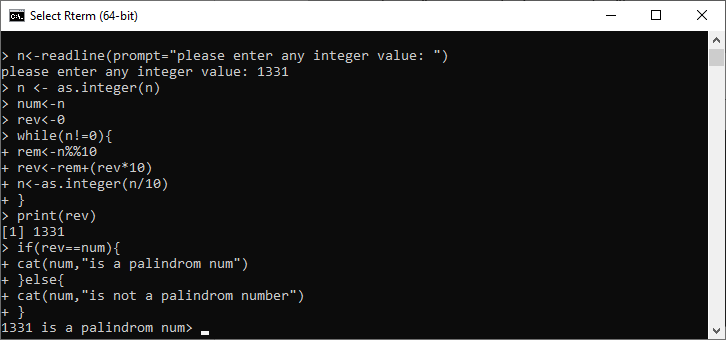 Select Rterm (64-bit)
> n<-readline(prompt="please enter any integer value: ")
please enter any integer value: 1331
> n <- as.integer(n)
> num<-n
> rev<-0
> while(n!=0){
+ rem<-n%%10
+ rev<-rem+(rev*10)
+ n<-as.integer(n/10)
+ }
> print(rev)
[1] 1331
> if(rev==num){
+ cat(num,"is a palindrom num")
+ }else{
+ cat(num,"is not a palindrom number")
+ }
1331 is a palindrom num>